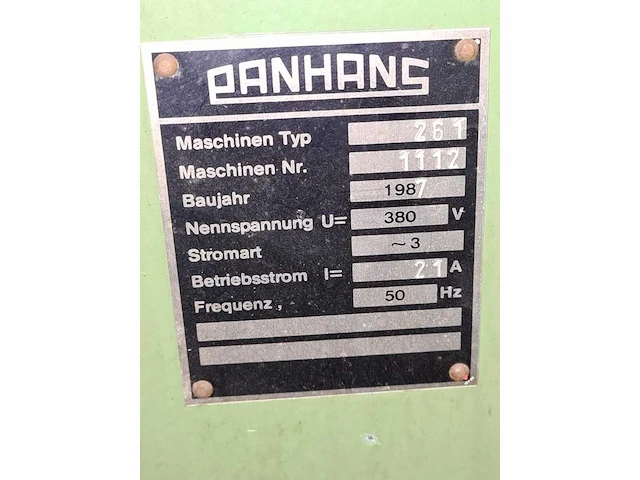 PANHANS
Maschinen Typ 261
Maschinen Nr. 1112
Baujahr 1987
Nennspannung U= 380 V
Stromart ~3
Betriebsstrom I= 21 A
Frequenz, 50 Hz